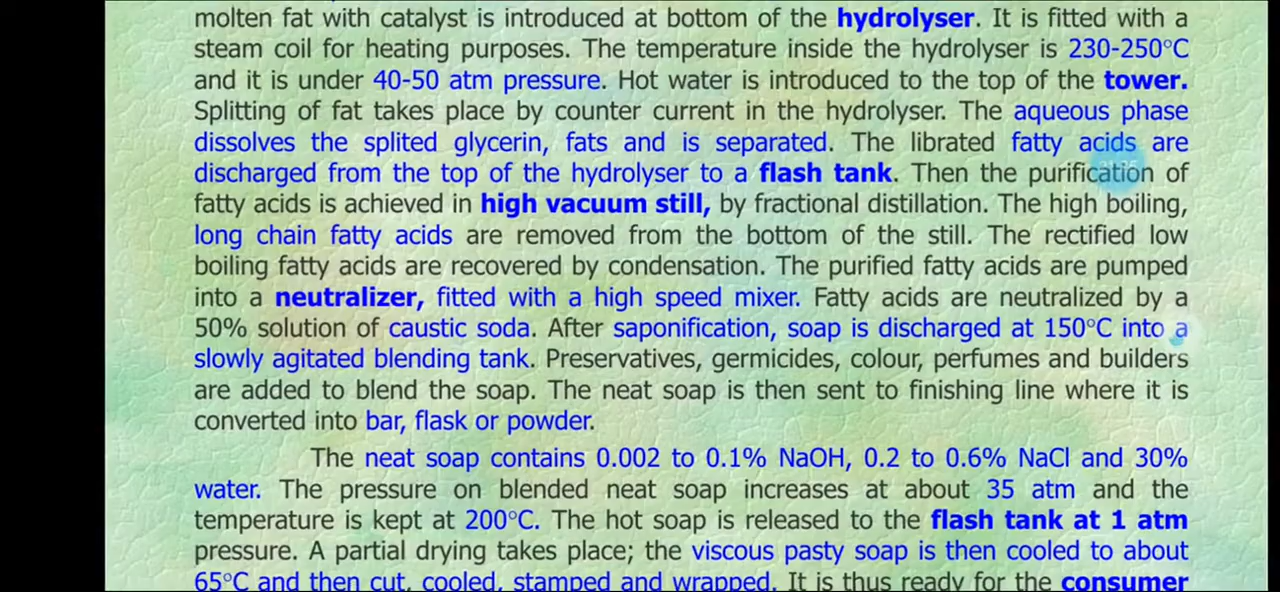 molten fat with catalyst is introduced at bottom of the hydrolyser. It is fitted with a
steam coil for heating purposes. The temperature inside the hydrolyser is 230-250°C
and it is under 40-50 atm pressure. Hot water is introduced to the top of the tower.
Splitting of fat takes place by counter current in the hydrolyser. The aqueous phase
dissolves the splited glycerin, fats and is separated. The librated fatty acids are
discharged from the top of the hydrolyser to a flash tank. Then the purification of
fatty acids is achieved in high vacuum still, by fractional distillation. The high boiling,
long chain fatty acids are removed from the bottom of the still. The rectified low
boiling fatty acids are recovered by condensation. The purified fatty acids are pumped
into a neutralizer, fitted with a high speed mixer. Fatty acids are neutralized by a
50% solution of caustic soda. After saponification, soap is discharged at 150°C into a
slowly agitated blending tank. Preservatives, germicides, colour, perfumes and builders
are added to blend the soap. The neat soap is then sent to finishing line where it is
converted into bar, flask or powder.
The neat soap contains 0.002 to 0.1% NaOH, 0.2 to 0.6% NaCl and 30%
water. The pressure on blended neat soap increases at about 35 atm and the
temperature is kept at 200°C. The hot soap is released to the flash tank at 1 atm
pressure. A partial drying takes place; the viscous pasty soap is then cooled to about
65°C and then cut, cooled, stamped and wrapped. It is thus ready for the consumer